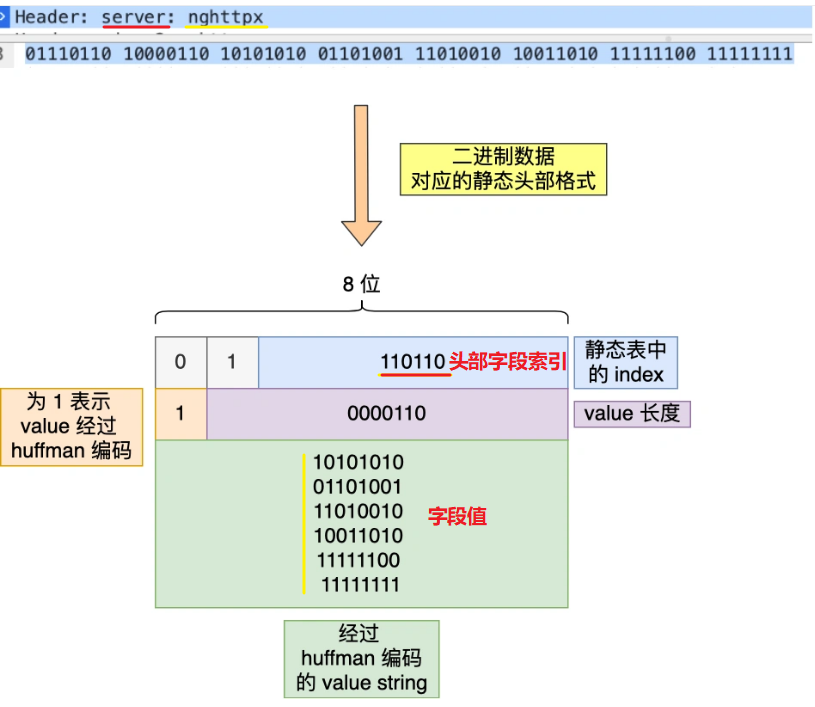 Header: server: nghttpx
01110110 10000110 10101010 01101001 11010010 10011010 11111100 11111111
二进制数据
对应的静态头部格式
8 位
0 1 110110 头部字段索引
静态表中
的 index
为 1 表示
value 经过
huffman 编码
1 0000110
value 长度
10101010
01101001
11010010
10011010
11111100
11111111
字段值
经过
huffman 编码
的 value string